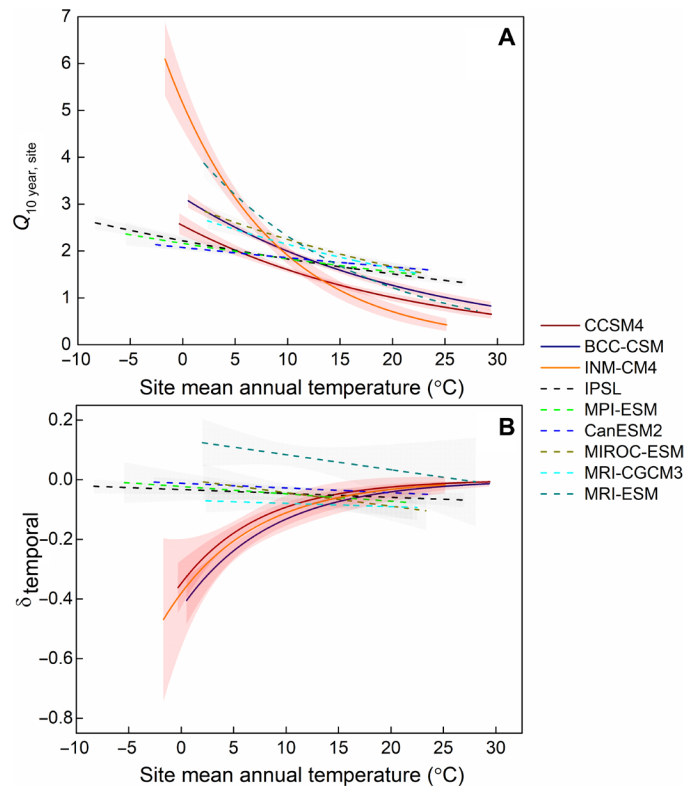 A
7
6
5
4
3
2
1
0
Q10 year, site
−10 −5 0 5 10 15 20 25 30
Site mean annual temperature (°C)
CCSM4
BCC-CSM
INM-CM4
IPSL
MPI-ESM
CanESM2
MIROC-ESM
MRI-CGCM3
MRI-ESM
B
0.2
0.0
−0.2
−0.4
−0.6
−0.8
δtemporal
−10 −5 0 5 10 15 20 25 30
Site mean annual temperature (°C)